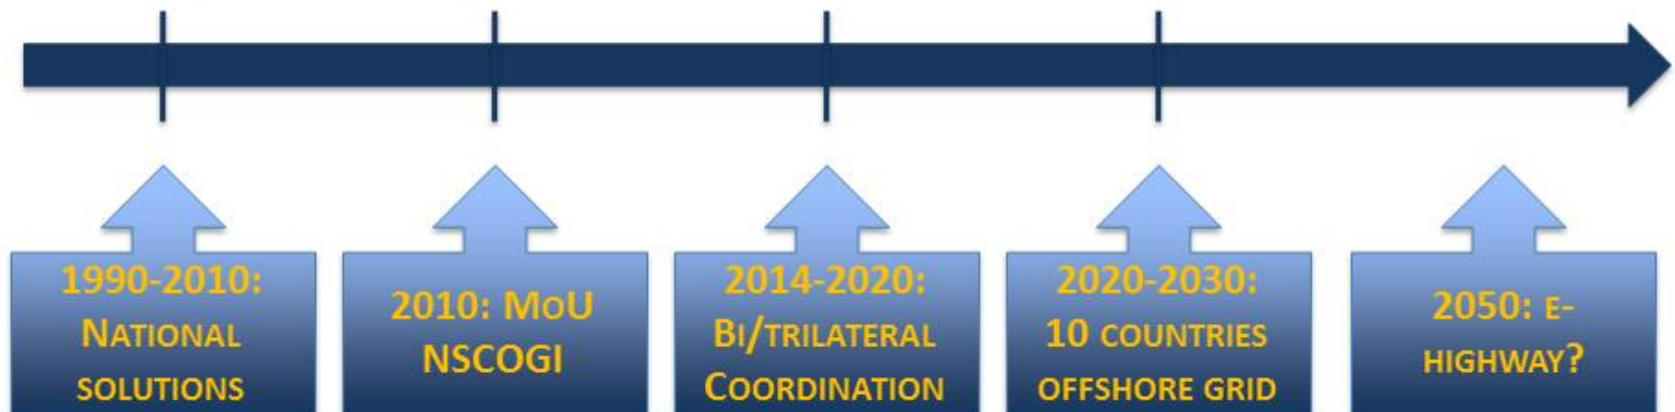 1990-2010:
National
solutions
2010: MoU
NSCOGI
2014-2020:
Bi/trilateral
Coordination
2020-2030:
10 countries
offshore grid
2050: e-
highway?